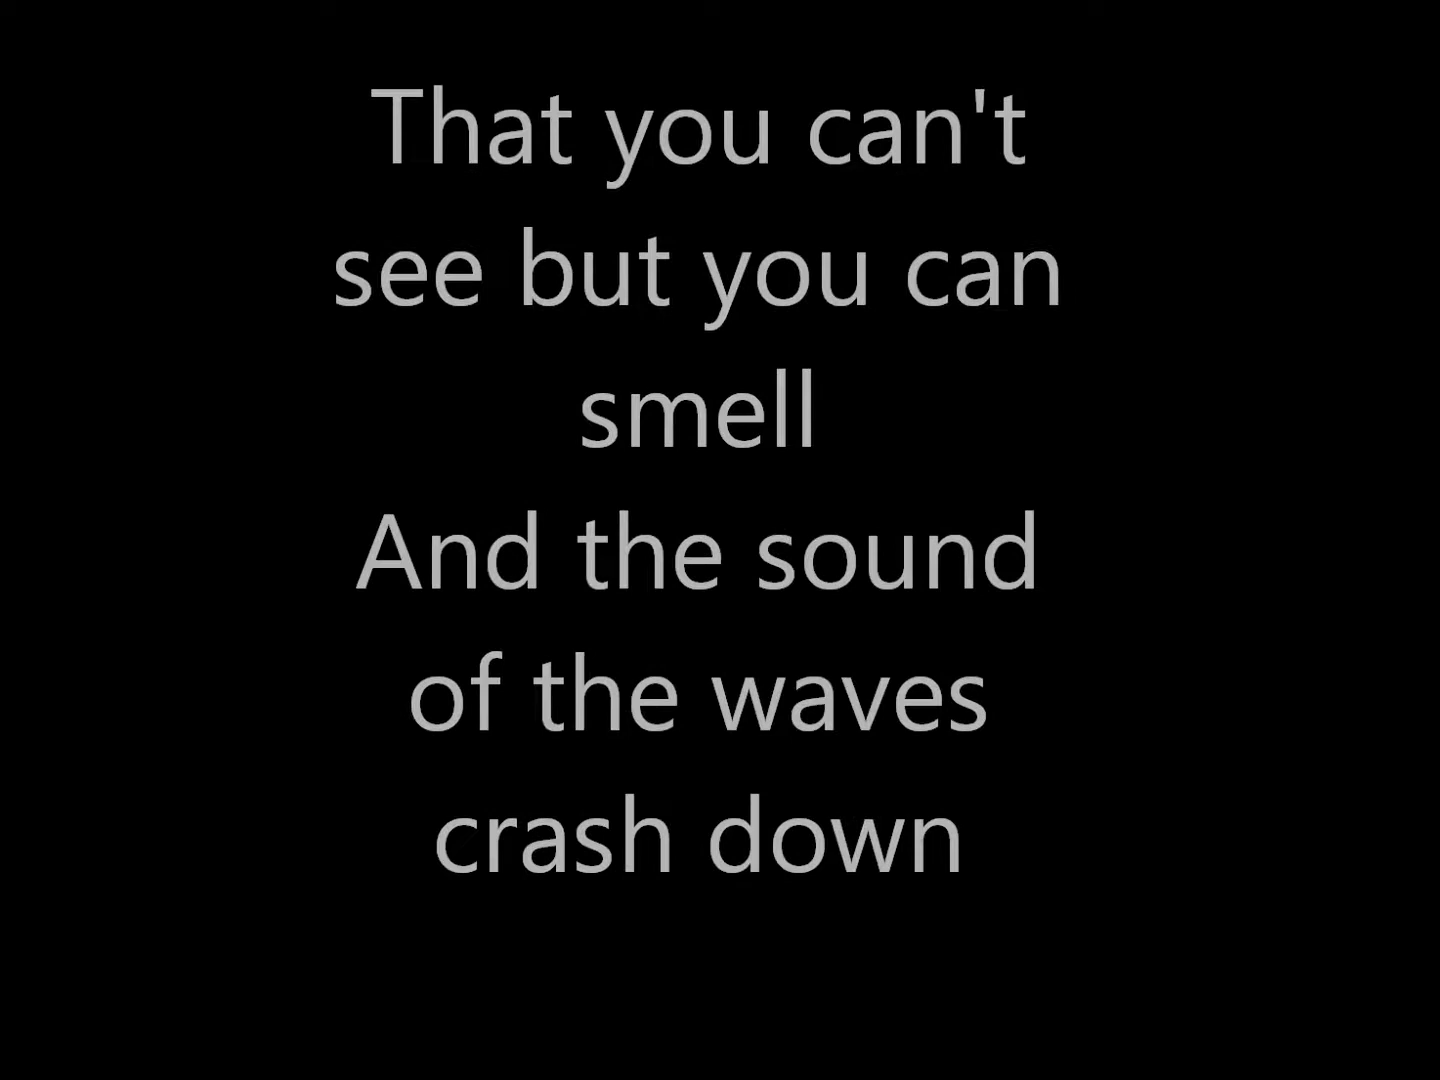 That you can't
see but you can
smell
And the sound
of the waves
crash down